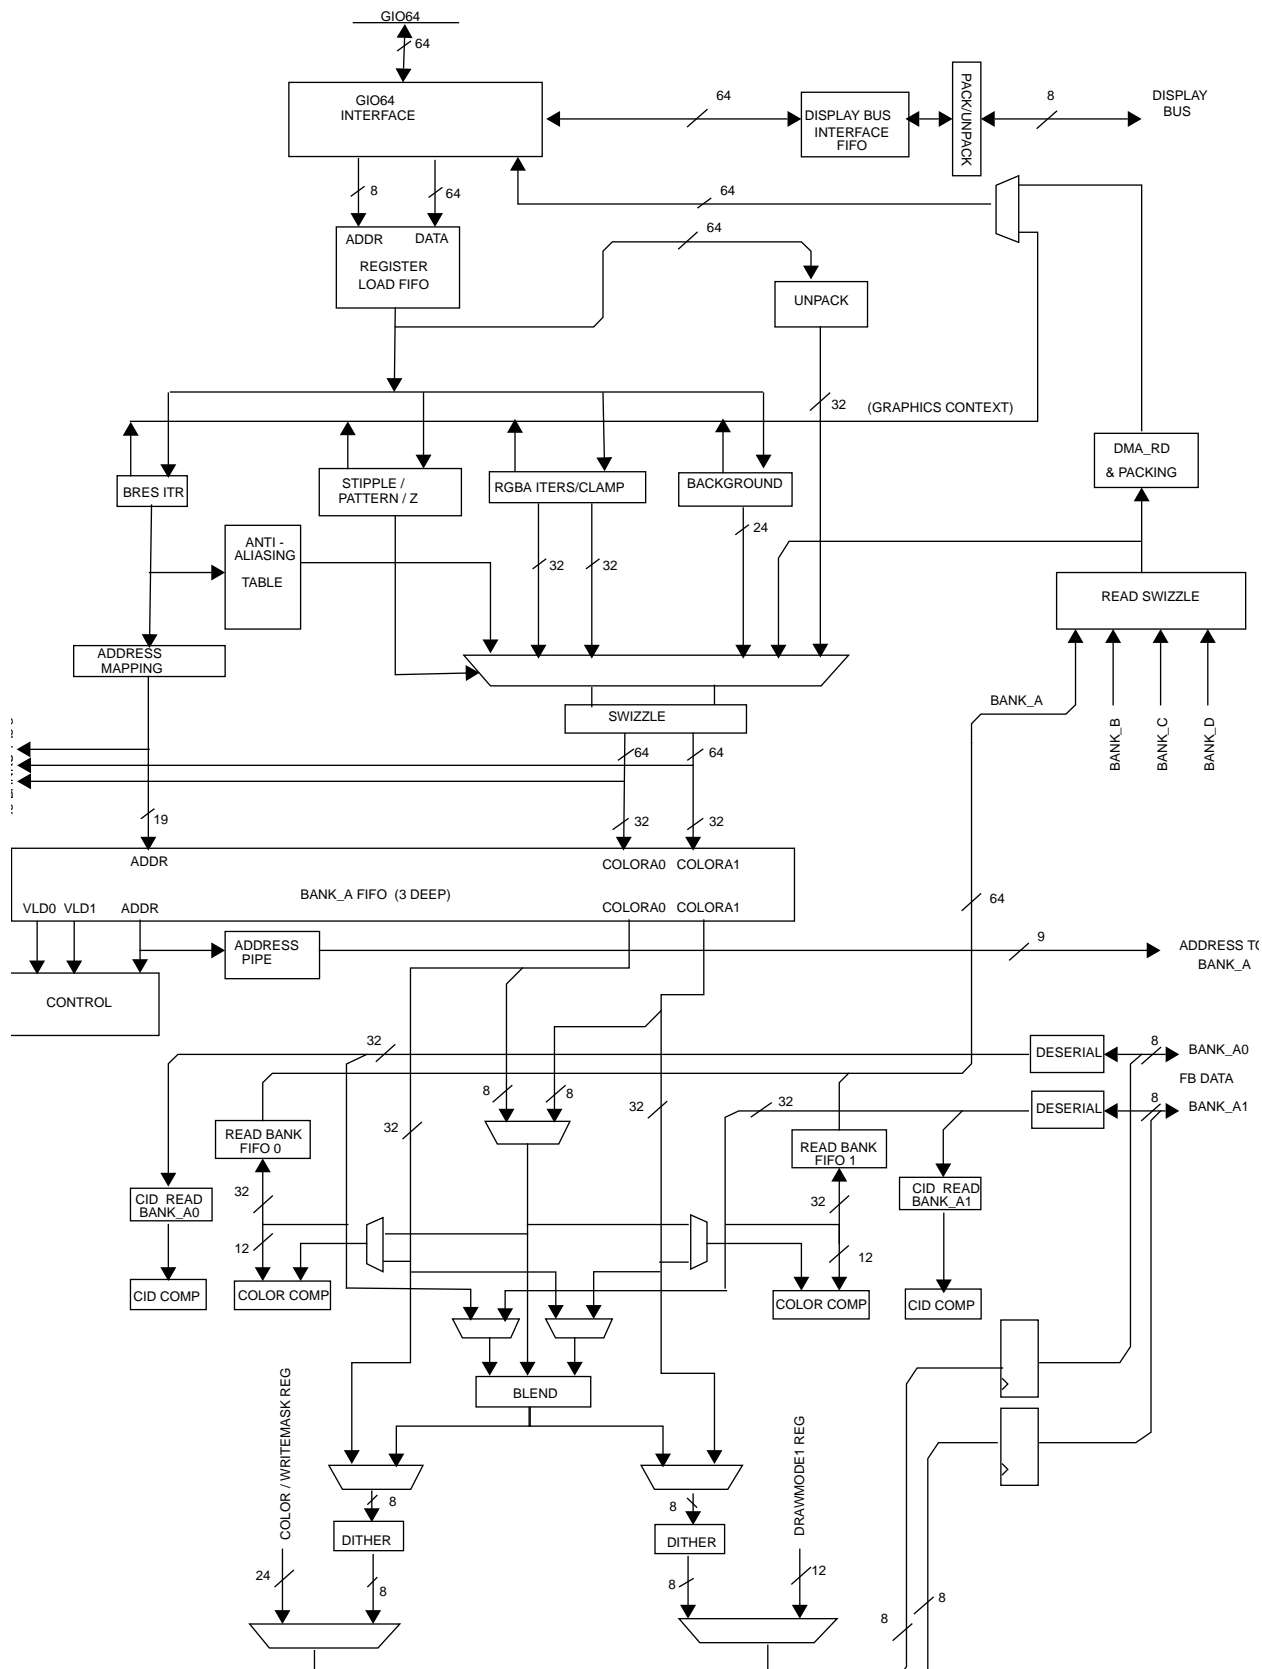 GIO64
64
GIO64
INTERFACE
64
DISPLAY BUS
INTERFACE
FIFO
PACK/UNPACK
8
DISPLAY
BUS
8
64
64
ADDR
DATA
REGISTER
LOAD FIFO
64
UNPACK
32
(GRAPHICS CONTEXT)
DMA_RD
& PACKING
BRES ITR
STIPPLE /
PATTERN / Z
RGBA ITERS/CLAMP
BACKGROUND
24
ANTI -
ALIASING
TABLE
32
32
READ SWIZZLE
ADDRESS
MAPPING
SWIZZLE
BANK_A
BANK_B
BANK_C
BANK_D
64
64
19
32
32
ADDR
COLORA0
COLORA1
BANK_A FIFO (3 DEEP)
VLD0
VLD1
ADDR
COLORA0
COLORA1
64
ADDRESS
PIPE
9
ADDRESS TO
BANK_A
CONTROL
32
DESERIAL
8
BANK_A0
FB DATA
8
8
32
32
32
DESERIAL
8
BANK_A1
READ BANK
FIFO 0
READ BANK
FIFO 1
CID_READ
BANK_A0
32
32
CID_READ
BANK_A1
12
12
CID COMP
COLOR COMP
COLOR COMP
CID COMP
BLEND
COLOR / WRITEMASK REG
DRAWMODE1 REG
8
8
DITHER
DITHER
24
8
8
12
8
8